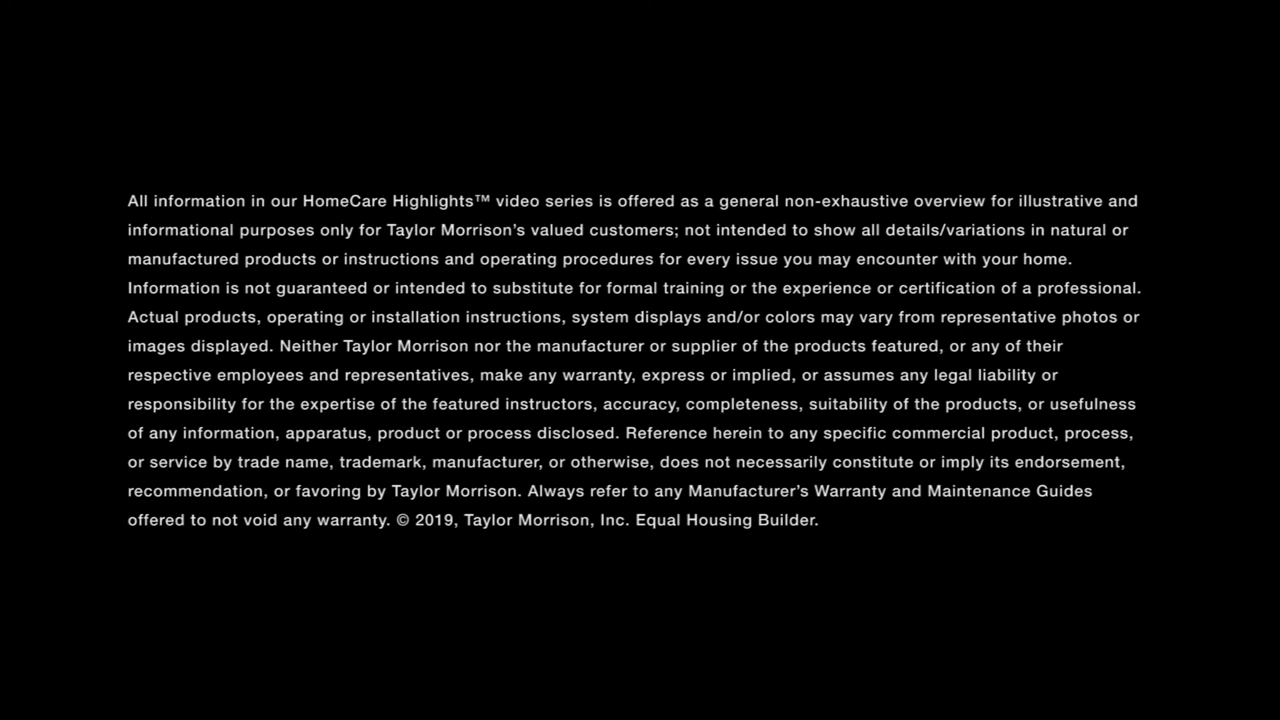 All information in our HomeCare Highlights™ video series is offered as a general non-exhaustive overview for illustrative and
informational purposes only for Taylor Morrison’s valued customers; not intended to show all details/variations in natural or
manufactured products or instructions and operating procedures for every issue you may encounter with your home.
Information is not guaranteed or intended to substitute for formal training or the experience or certification of a professional.
Actual products, operating or installation instructions, system displays and/or colors may vary from representative photos or
images displayed. Neither Taylor Morrison nor the manufacturer or supplier of the products featured, or any of their
respective employees and representatives, make any warranty, express or implied, or assumes any legal liability or
responsibility for the expertise of the featured instructors, accuracy, completeness, suitability of the products, or usefulness
of any information, apparatus, product or process disclosed. Reference herein to any specific commercial product, process,
or service by trade name, trademark, manufacturer, or otherwise, does not necessarily constitute or imply its endorsement,
recommendation, or favoring by Taylor Morrison. Always refer to any Manufacturer’s Warranty and Maintenance Guides
offered to not void any warranty. © 2019, Taylor Morrison, Inc. Equal Housing Builder.